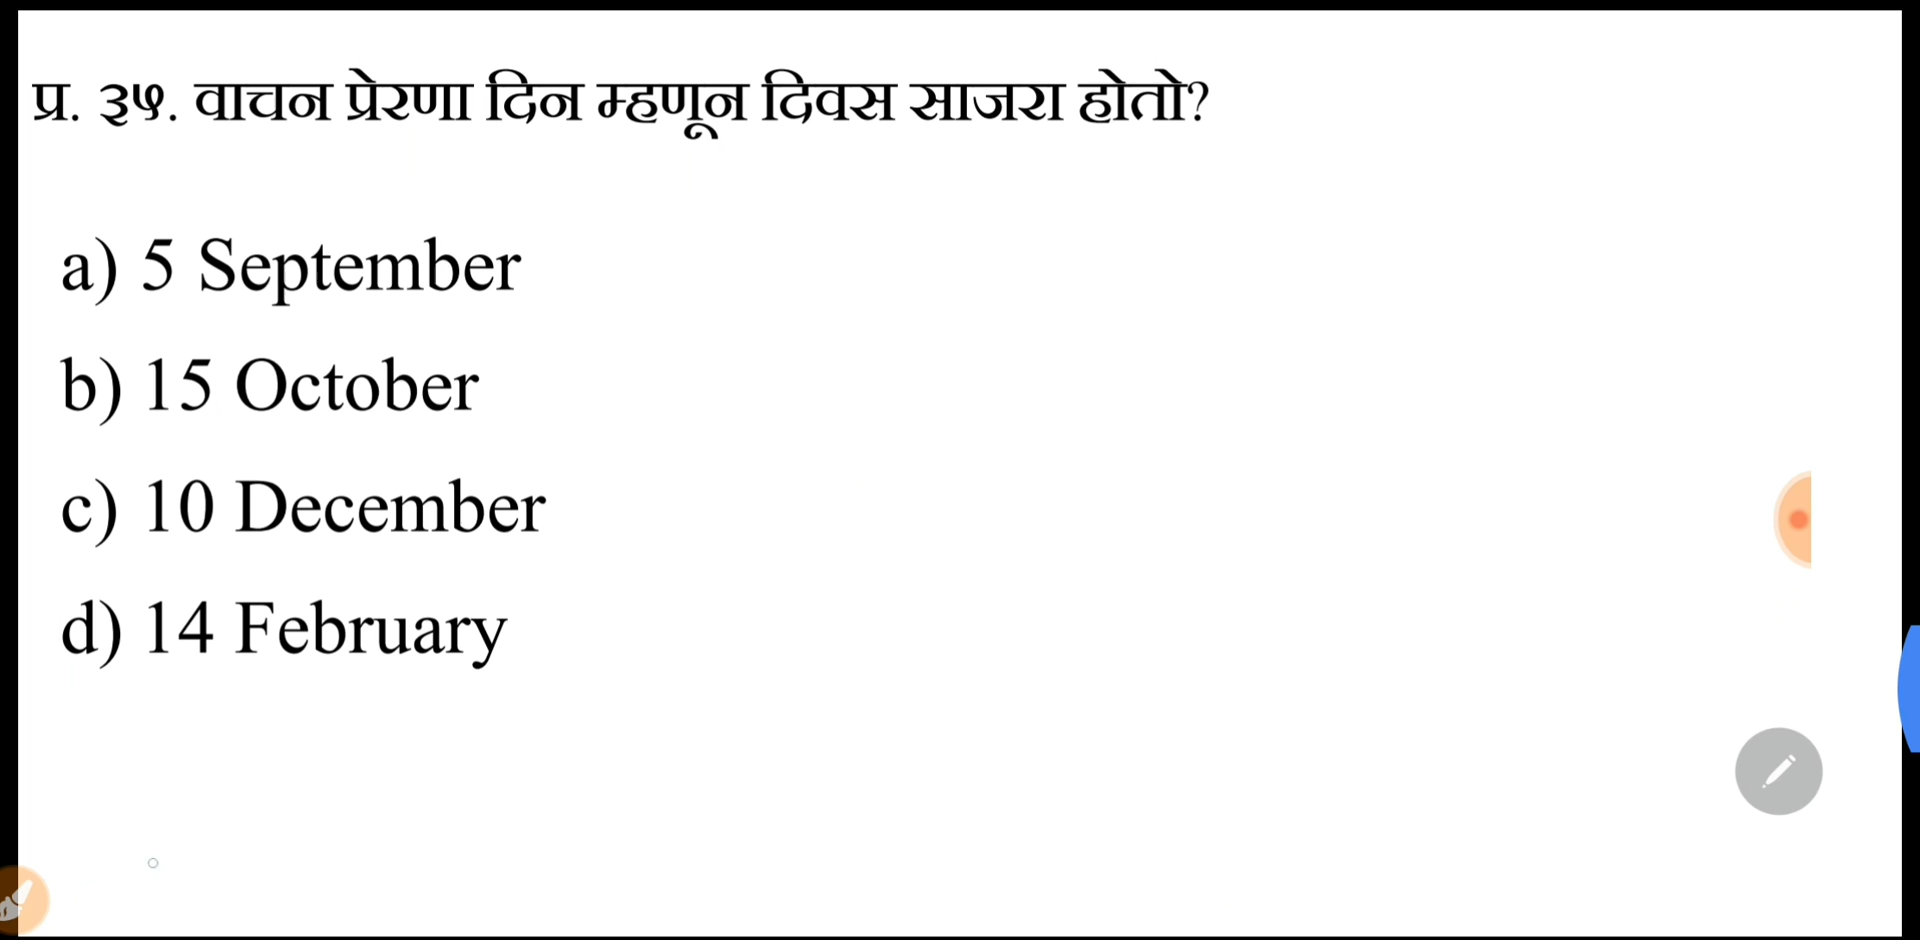 प्र. ३५. वाचन प्रेरणा दिन म्हणून दिवस साजरा होतो?
a) 5 September
b) 15 October
c) 10 December
d) 14 February